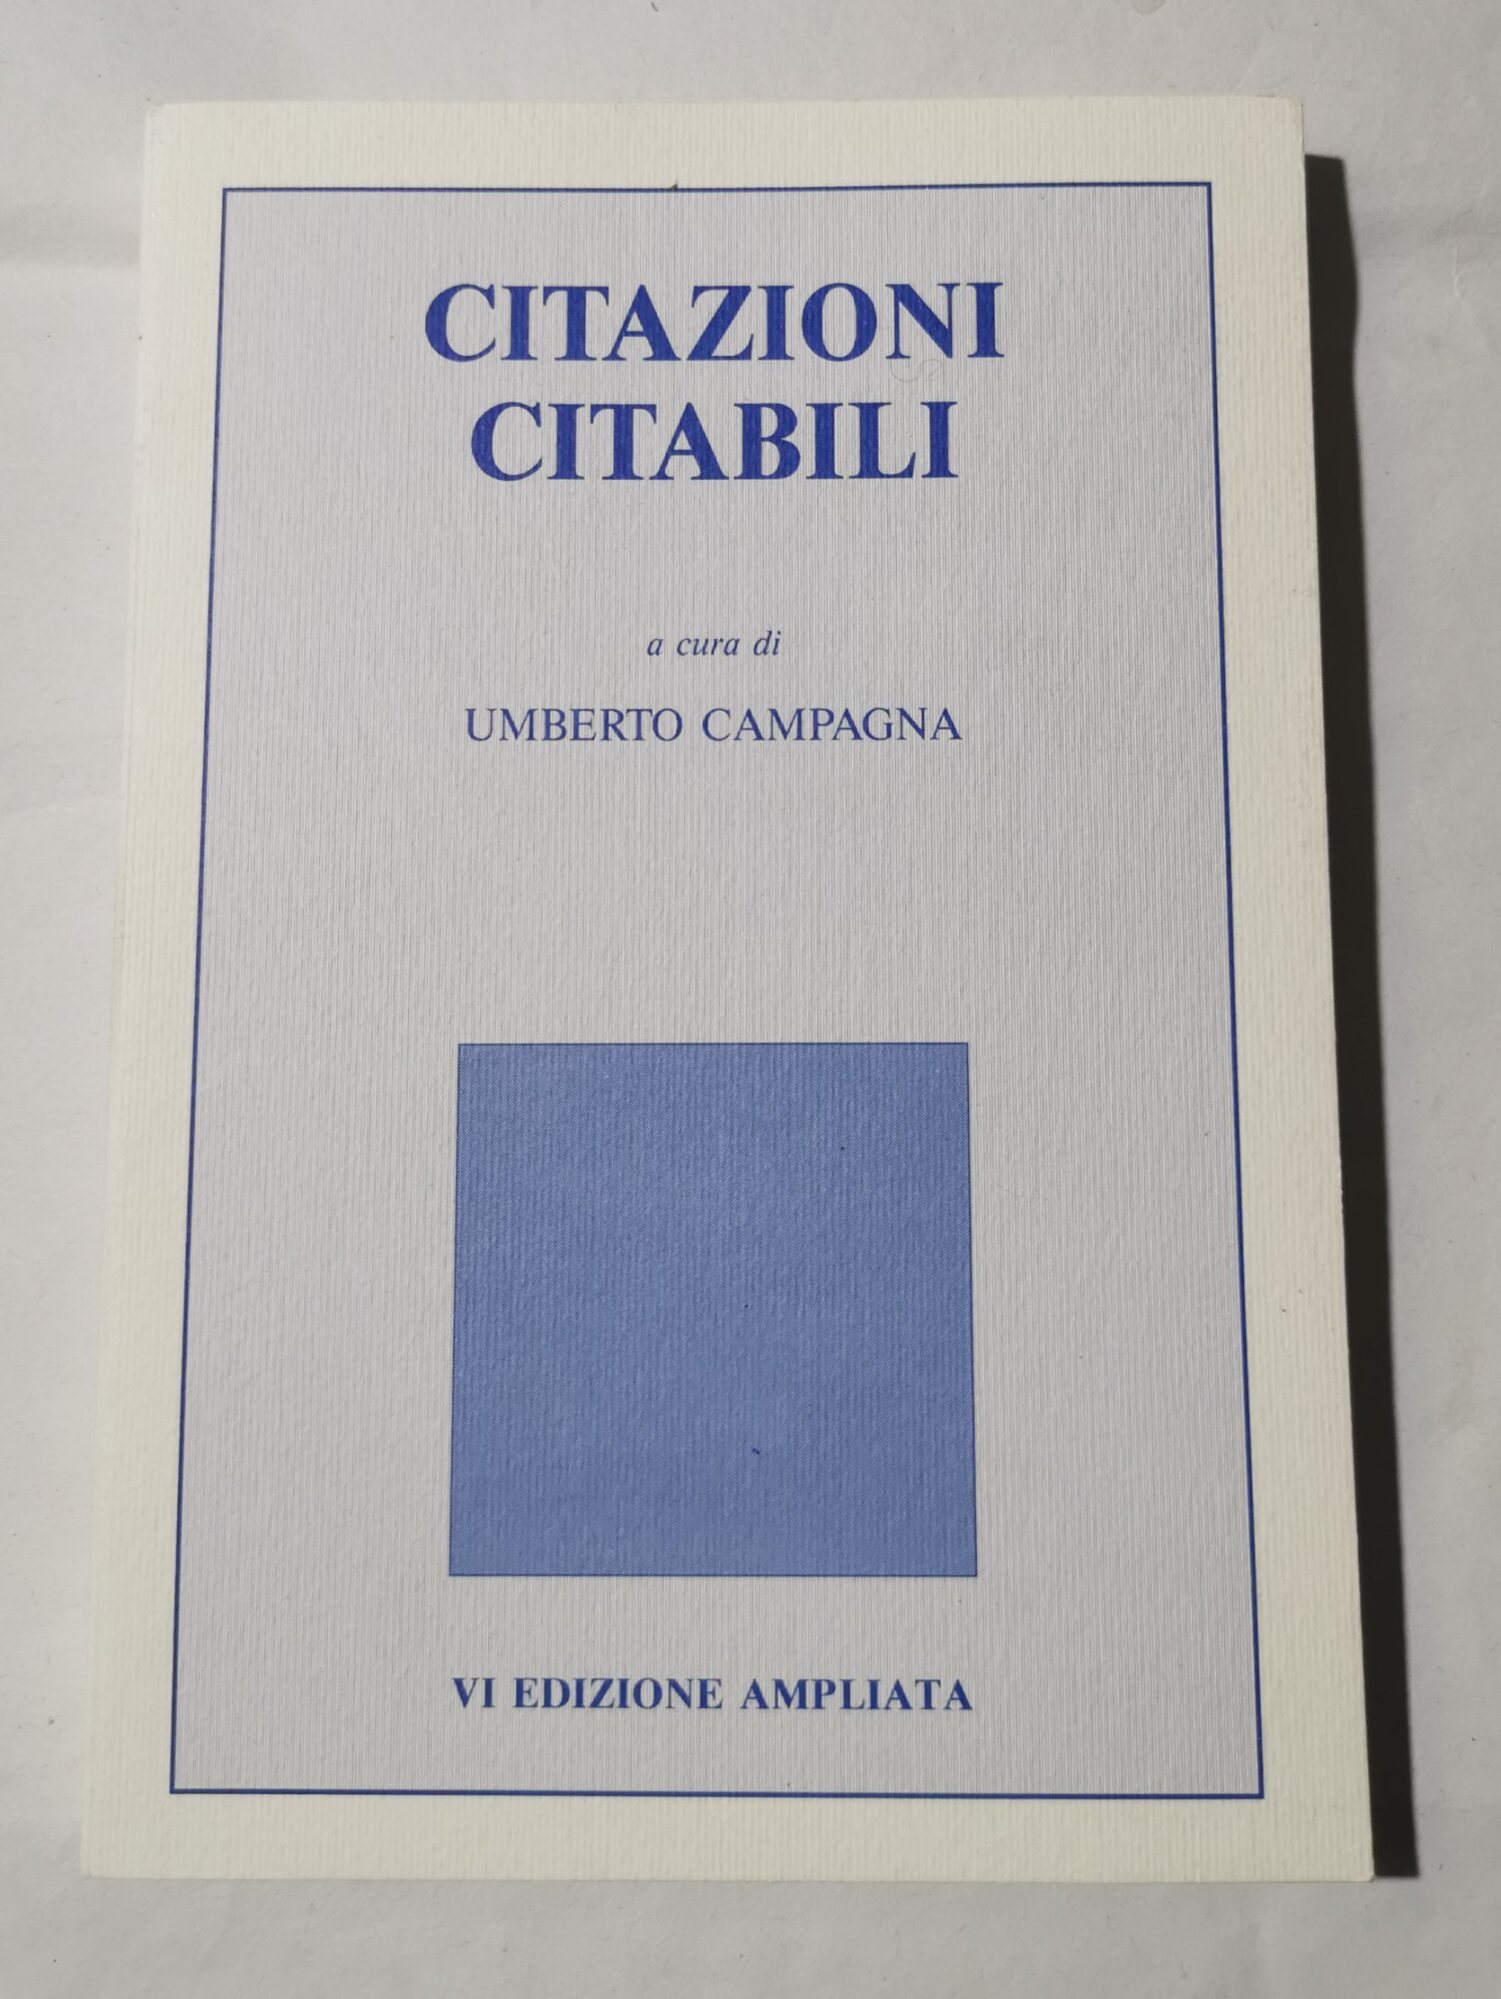 CITAZIONI
CITABILI
a cura di
UMBERTO CAMPAGNA
VI EDIZIONE AMPLIATA